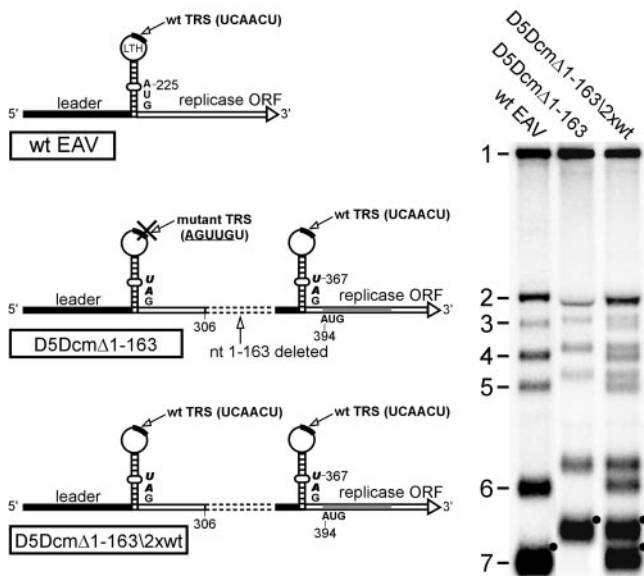 wt TRS (UCAACU)
LTH
A-225
U
G
5'
leader
replicase ORF
3'
wt EAV
mutant TRS
(AGUUGU)
wt TRS (UCAACU)
U
A
G
U-367
A
G
5'
leader
replicase ORF
3'
306
AUG
394
nt 1-163 deleted
D5DcmΔ1-163
wt TRS (UCAACU)
wt TRS (UCAACU)
U
A
G
U-367
A
G
5'
leader
replicase ORF
3'
306
AUG
394
D5DcmΔ1-163\2xwt
wt EAV
D5DcmΔ1-163
D5DcmΔ1-163\2xwt
1
2
3
4
5
6
7